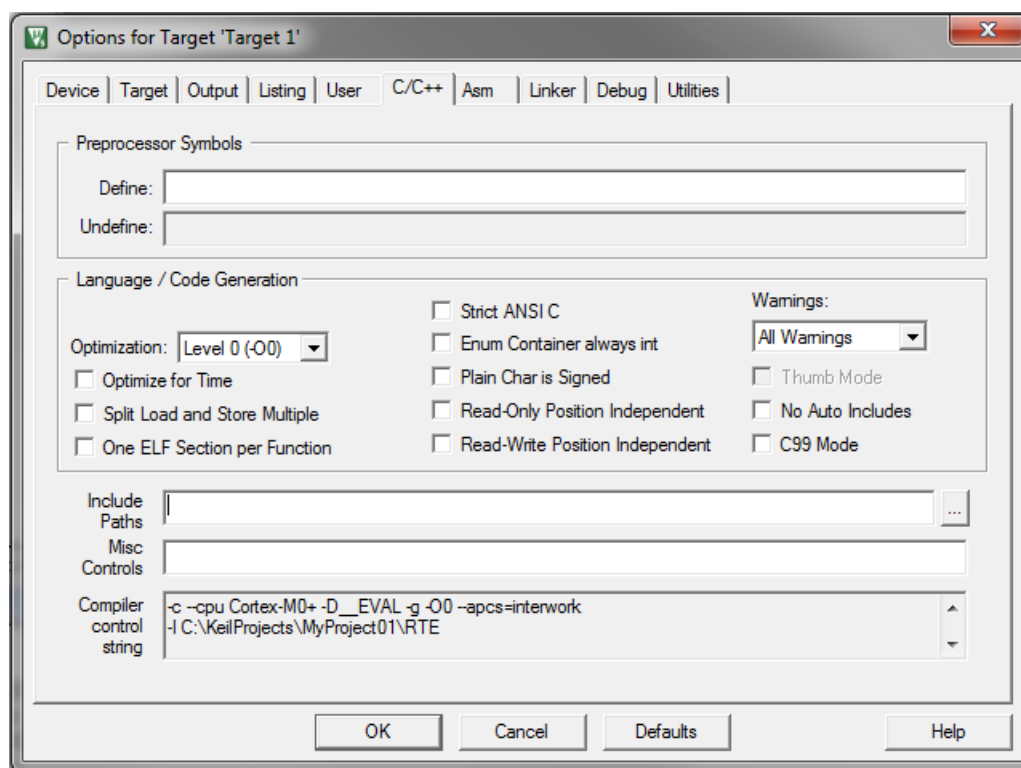 Options for Target 'Target 1'
Device Target Output Listing User C/C++ Asm Linker Debug Utilities
Preprocessor Symbols
Define:
Undefine:
Language / Code Generation
Optimization: Level 0 (-O0)
Optimize for Time
Split Load and Store Multiple
One ELF Section per Function
Strict ANSI C
Enum Container always int
Plain Char is Signed
Read-Only Position Independent
Read-Write Position Independent
Warnings:
All Warnings
Thumb Mode
No Auto Includes
C99 Mode
Include
Paths
...
Misc
Controls
Compiler
control
string
-c --cpu Cortex-M0+ -D__EVAL -g -O0 --apcs=interwork
-I C:\KeilProjects\MyProject01\RTE
OK Cancel Defaults Help